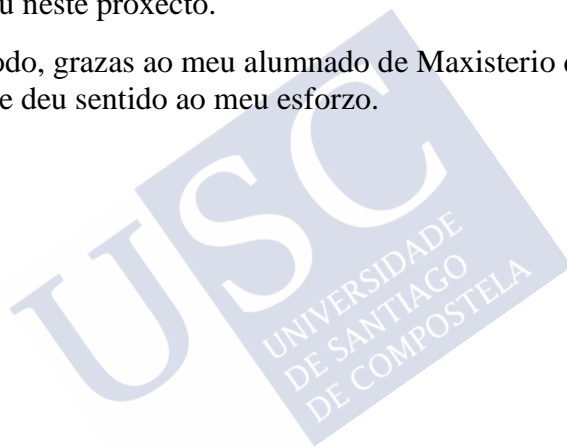 u neste proxecto.
odo, grazas ao meu alumnado de Maxisterio
e deu sentido ao meu esforzo.
USC
UNIVERSIDADE
DE SANTIAGO
DE COMPOSTELA